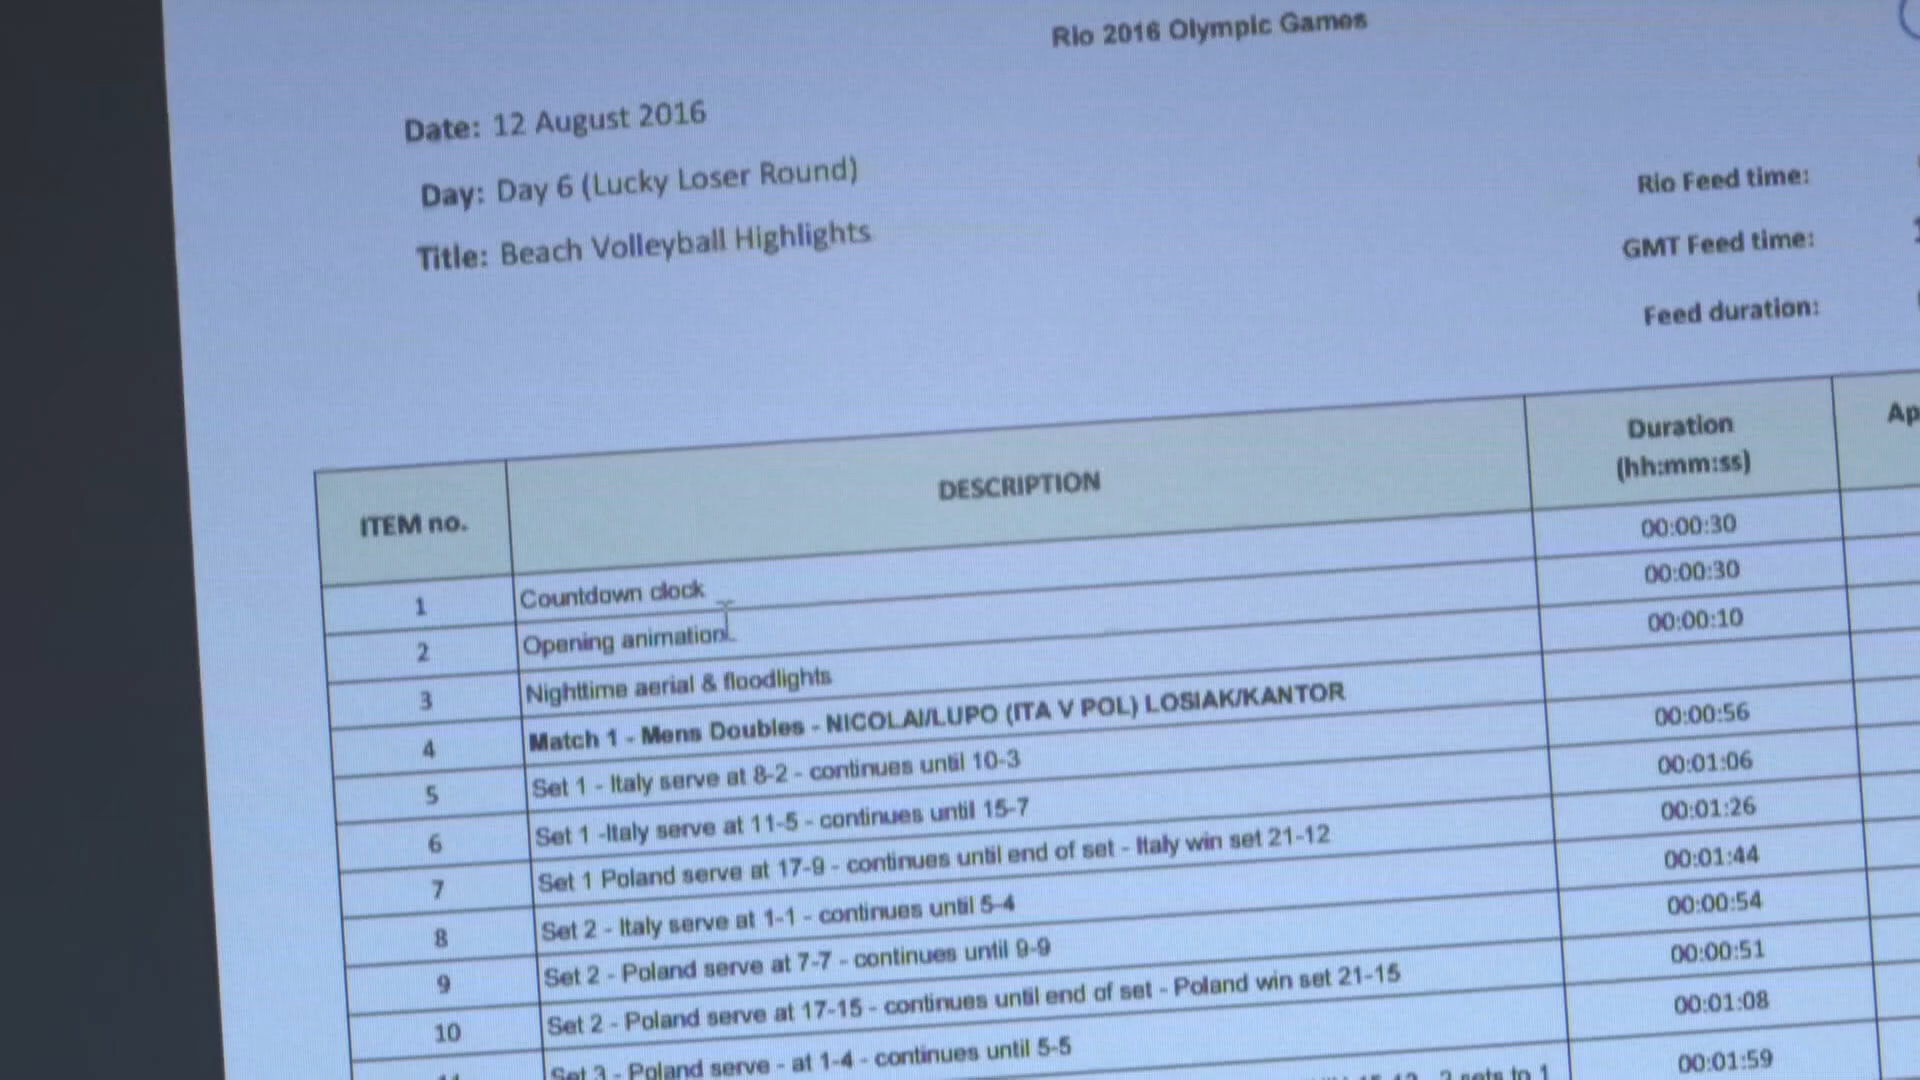 Rio 2016 Olympic Games
Date: 12 August 2016
Day: Day 6 (Lucky Loser Round)
Title: Beach Volleyball Highlights
Rio Feed time:
GMT Feed time:
Feed duration:
ITEM no. DESCRIPTION Duration (hh:mm:ss) Ap
1 Countdown clock 00:00:30
2 Opening animation 00:00:30
3 Nighttime aerial & floodlights 00:00:10
4 Match 1 - Mens Doubles - NICOLAI/LUPO (ITA V POL) LOSIAK/KANTOR
5 Set 1 - Italy serve at 8-2 - continues until 10-3 00:00:56
6 Set 1 -Italy serve at 11-5 - continues until 15-7 00:01:06
7 Set 1 Poland serve at 17-9 - continues until end of set - Italy win set 21-12 00:01:26
8 Set 2 - Italy serve at 1-1 - continues until 5-4 00:01:44
9 Set 2 - Poland serve at 7-7 - continues until 9-9 00:00:54
10 Set 2 - Poland serve at 17-15 - continues until end of set - Poland win set 21-15 00:00:51
Set 3 - Poland serve - at 1-4 - continues until 5-5 00:01:08
2 sets to 1 00:01:59